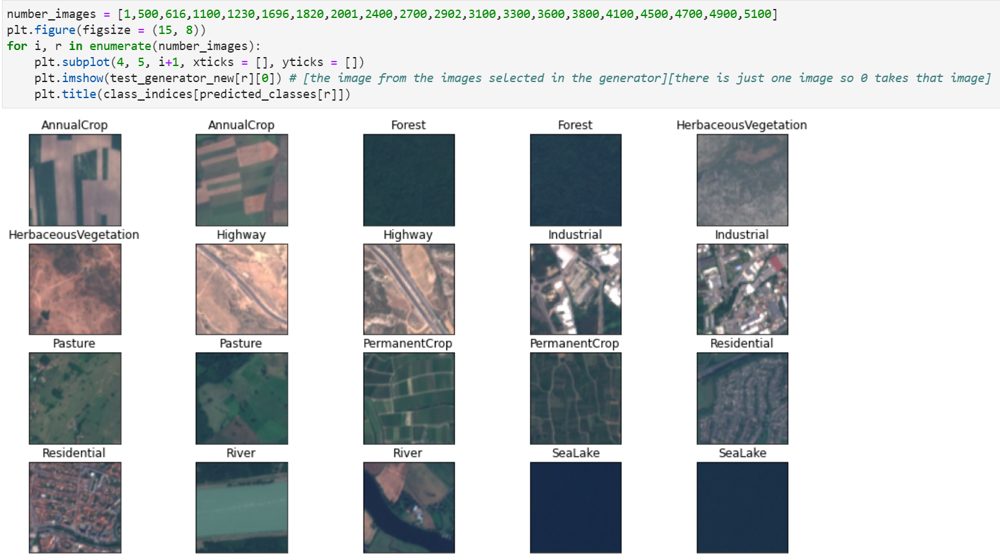 number_images = [1,500,616,1100,1230,1696,1820,2001,2400,2700,2902,3100,3300,3600,3800,4100,4500,4700,4900,5100]
plt.figure(figsize = (15, 8))
for i, r in enumerate(number_images):
    plt.subplot(4, 5, i+1, xticks = [], yticks = [])
    plt.imshow(test_generator_new[r][0]) # [the image from the images selected in the generator][there is just one image so 0 takes that image]
    plt.title(class_indices[predicted_classes[r]])
AnnualCrop AnnualCrop Forest Forest HerbaceousVegetation
HerbaceousVegetation Highway Highway Industrial Industrial
Pasture Pasture PermanentCrop PermanentCrop Residential
Residential River River SeaLake SeaLake